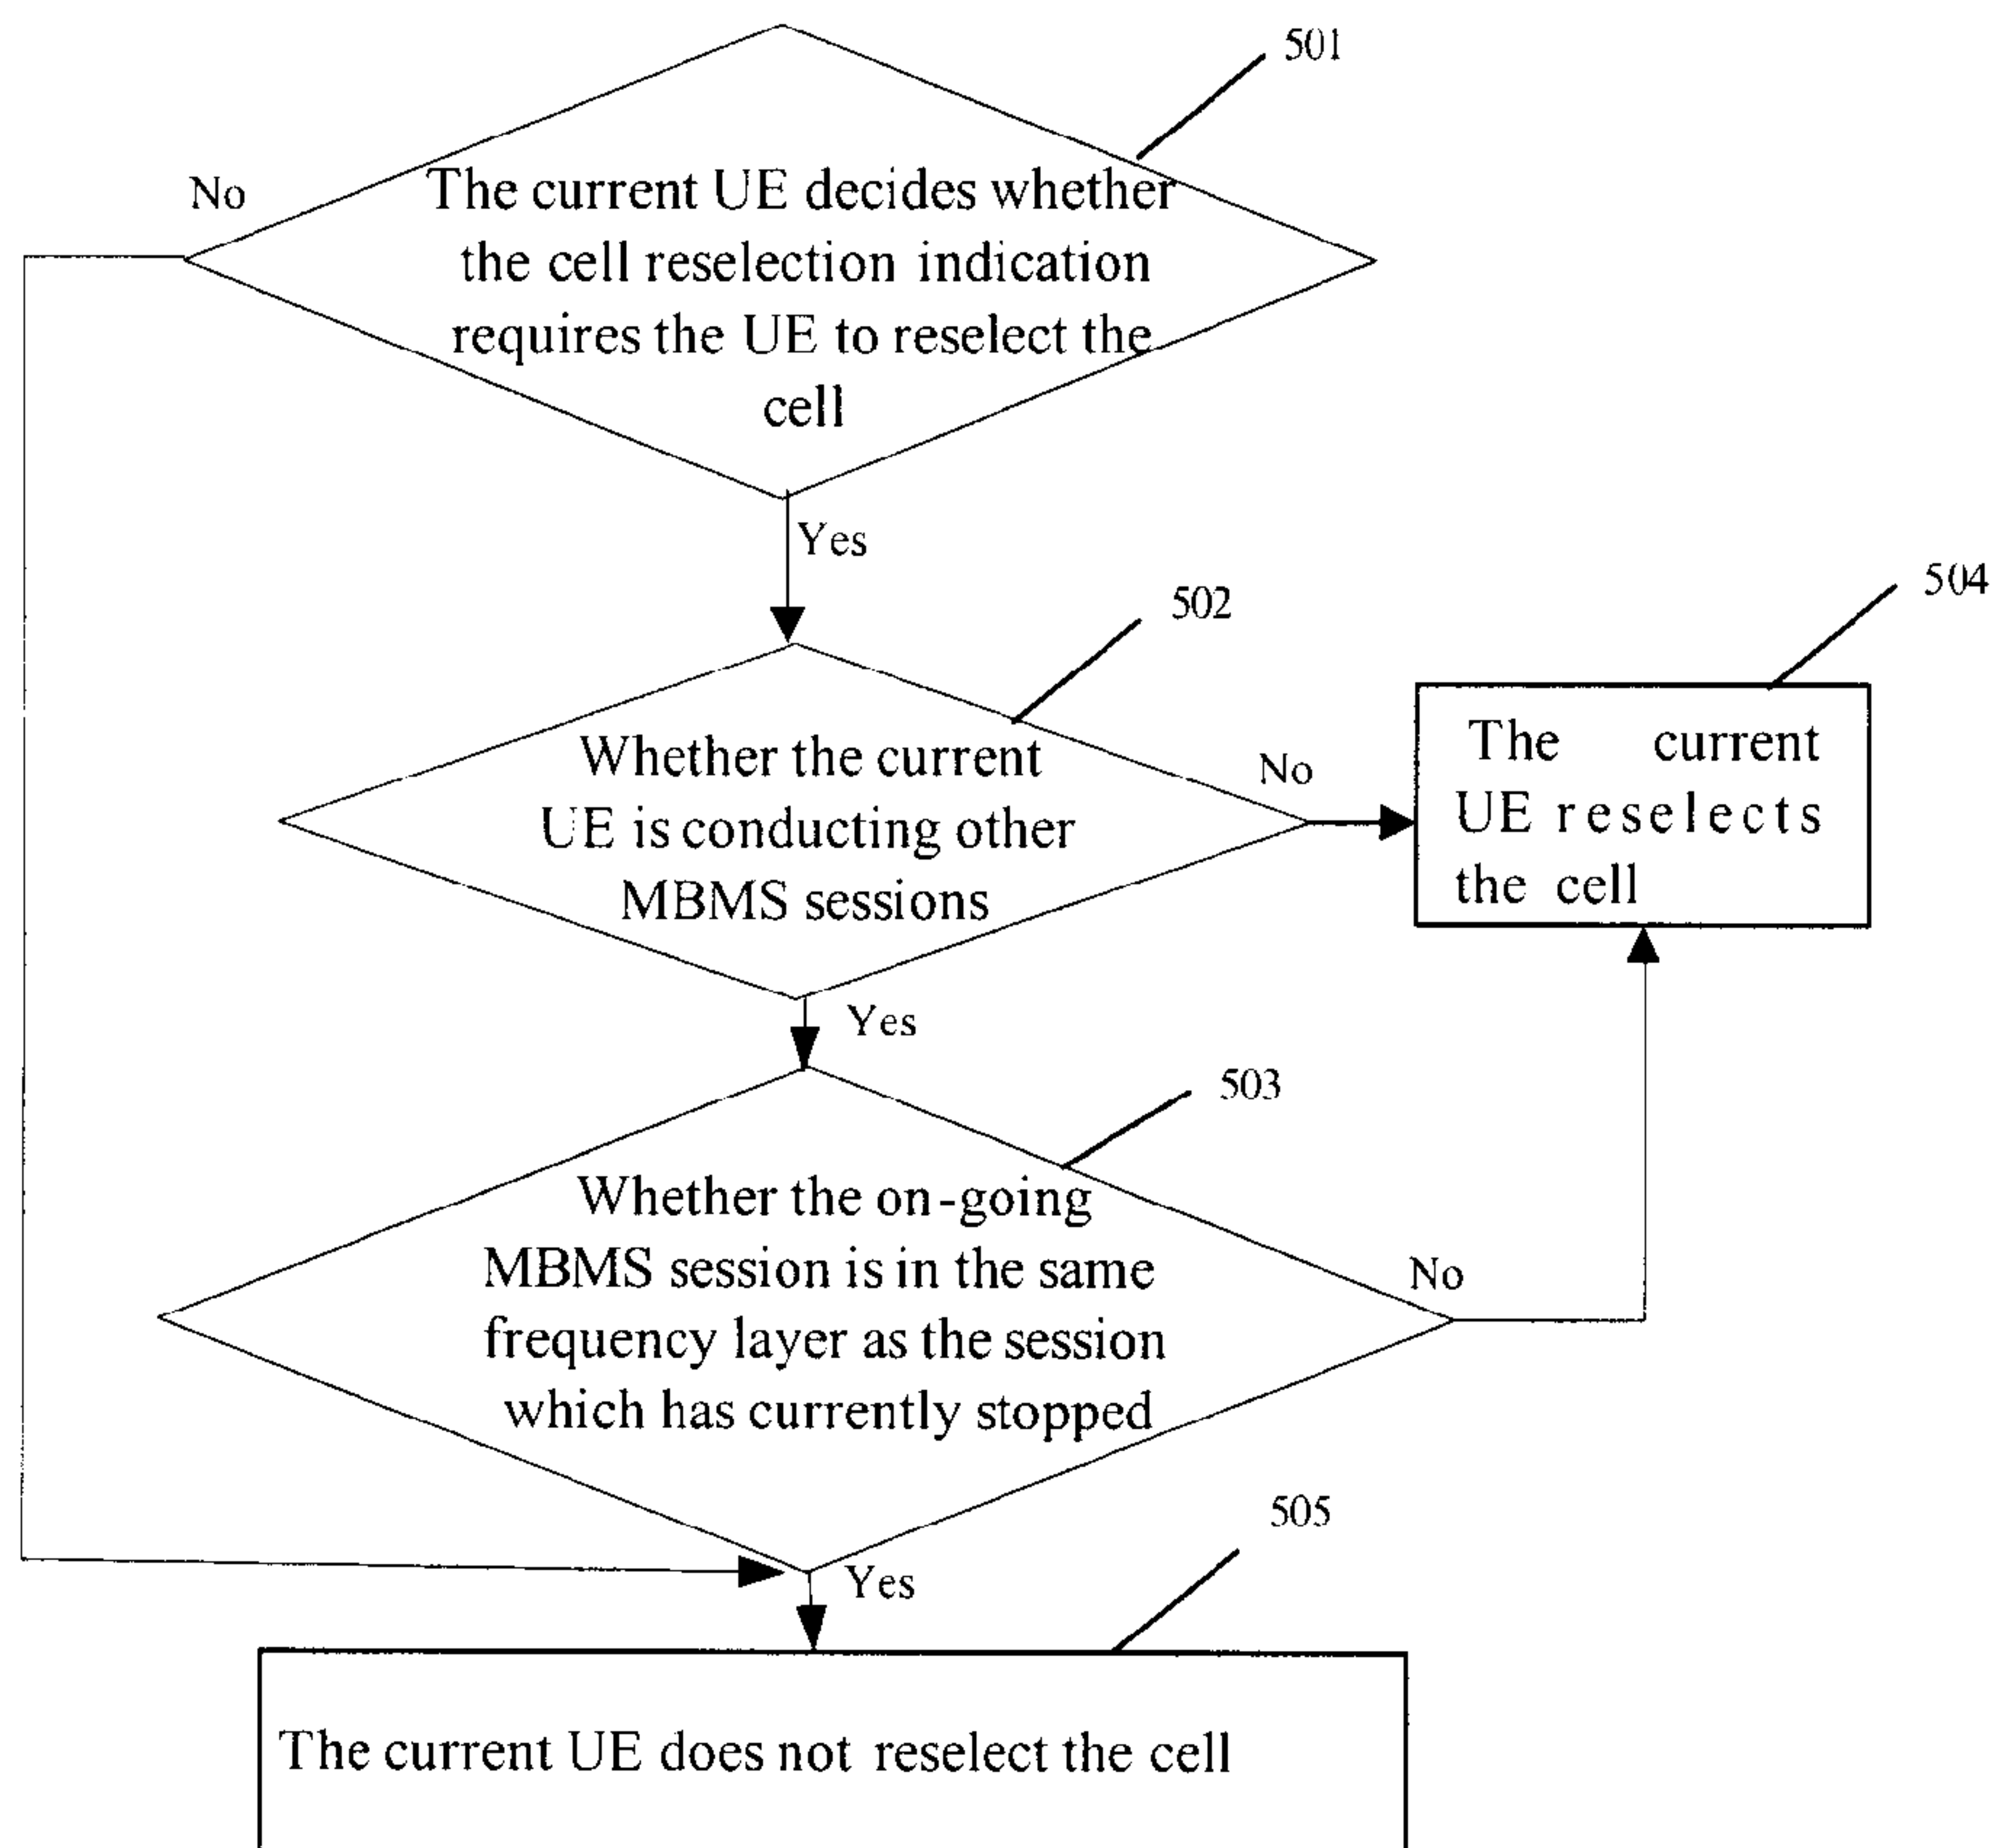 501
No
The current UE decides whether
the cell reselection indication
requires the UE to reselect the
cell
Yes
502
504
Whether the current
UE is conducting other
MBMS sessions
No
The current
UE reselects
the cell
Yes
503
Whether the on-going
MBMS session is in the same
frequency layer as the session
which has currently stopped
No
505
Yes
The current UE does not reselect the cell